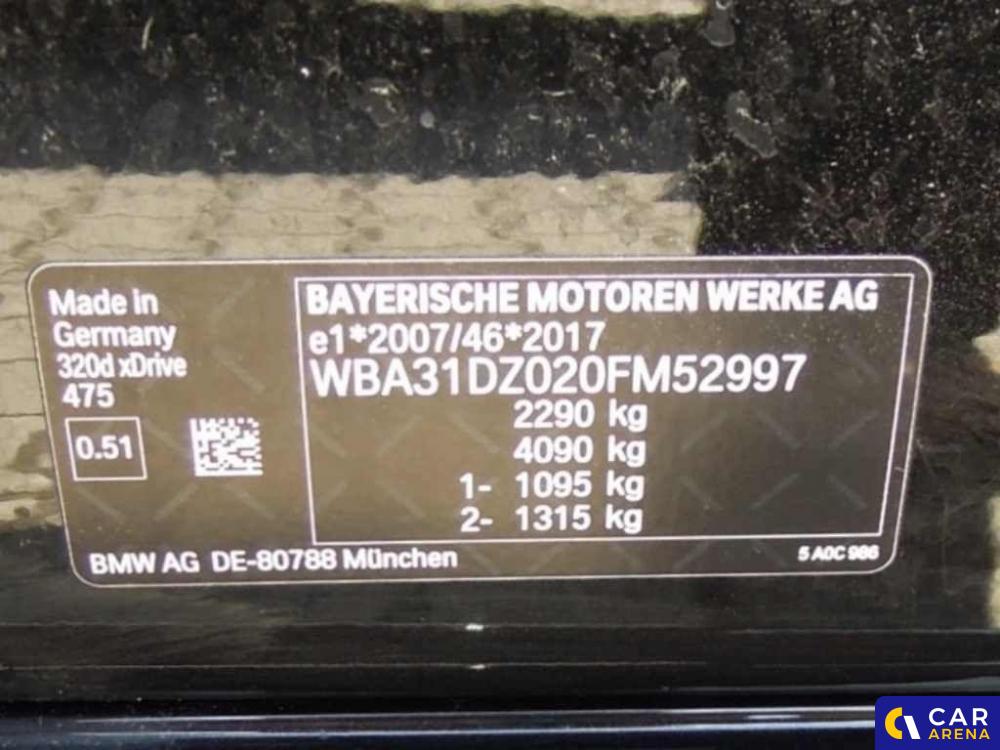 Made in
Germany
320d xDrive
475
0.51
BAYERISCHE MOTOREN WERKE AG
e1*2007/46*2017
WBA31DZ020FM52997
2290 kg
4090 kg
1- 1095 kg
2- 1315 kg
BMW AG DE-80788 München
5 A0C 986
CAR
ARENA